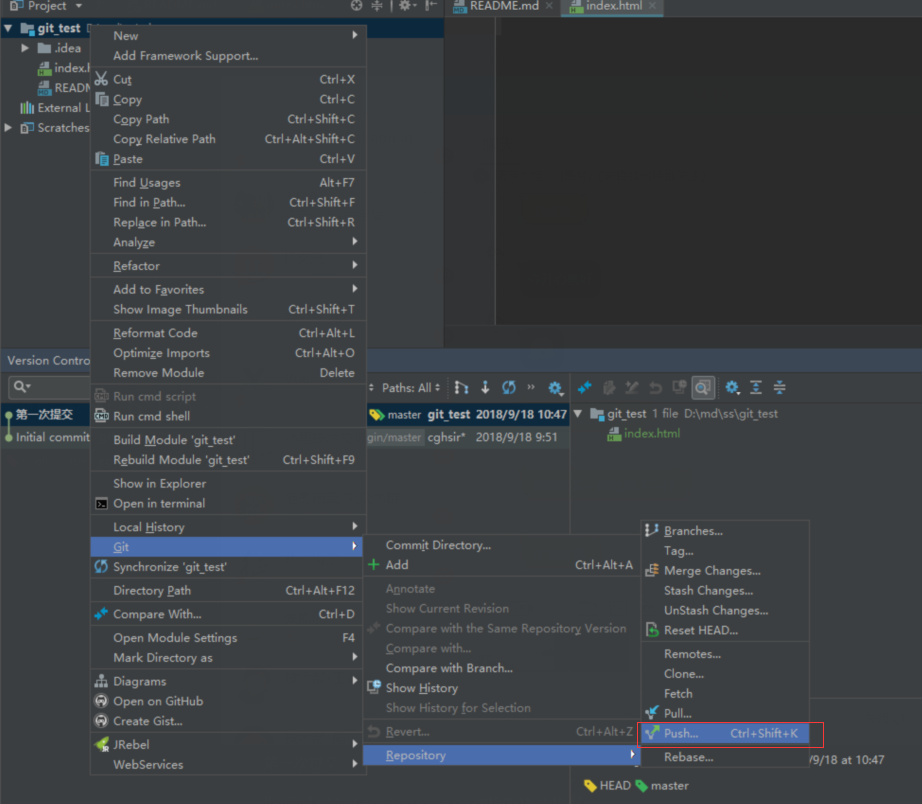 Project
README.md
index.html
git_test
.idea
index.
READ
External L
Scratches
New
Add Framework Support...
Cut Ctrl+X
Copy Ctrl+C
Copy Path Ctrl+Shift+C
Copy Relative Path Ctrl+Alt+Shift+C
Paste Ctrl+V
Find Usages Alt+F7
Find in Path... Ctrl+Shift+F
Replace in Path... Ctrl+Shift+R
Analyze
Refactor
Add to Favorites
Show Image Thumbnails Ctrl+Shift+T
Reformat Code Ctrl+Alt+L
Optimize Imports Ctrl+Alt+O
Remove Module Delete
Run cmd script
Run cmd shell
Build Module 'git_test'
Rebuild Module 'git_test' Ctrl+Shift+F9
Show in Explorer
Open in terminal
Local History
Git
Synchronize 'git_test'
Directory Path Ctrl+Alt+F12
Compare With... Ctrl+D
Open Module Settings F4
Mark Directory as
Diagrams
Open on GitHub
Create Gist...
JRebel
WebServices
Version Contro
Paths: All
第一次提交 master git_test 2018/9/18 10:47
Initial commit gin/master cghsir* 2018/9/18 9:51
git_test 1 file D:\md\ss\git_test
index.html
Commit Directory...
Add Ctrl+Alt+A
Annotate
Show Current Revision
Compare with the Same Repository Version
Compare with...
Compare with Branch...
Show History
Show History for Selection
Revert... Ctrl+Alt+Z
Repository
Branches...
Tag...
Merge Changes...
Stash Changes...
UnStash Changes...
Reset HEAD...
Remotes...
Clone...
Fetch
Pull...
Push... Ctrl+Shift+K
Rebase...
/9/18 at 10:47
HEAD master